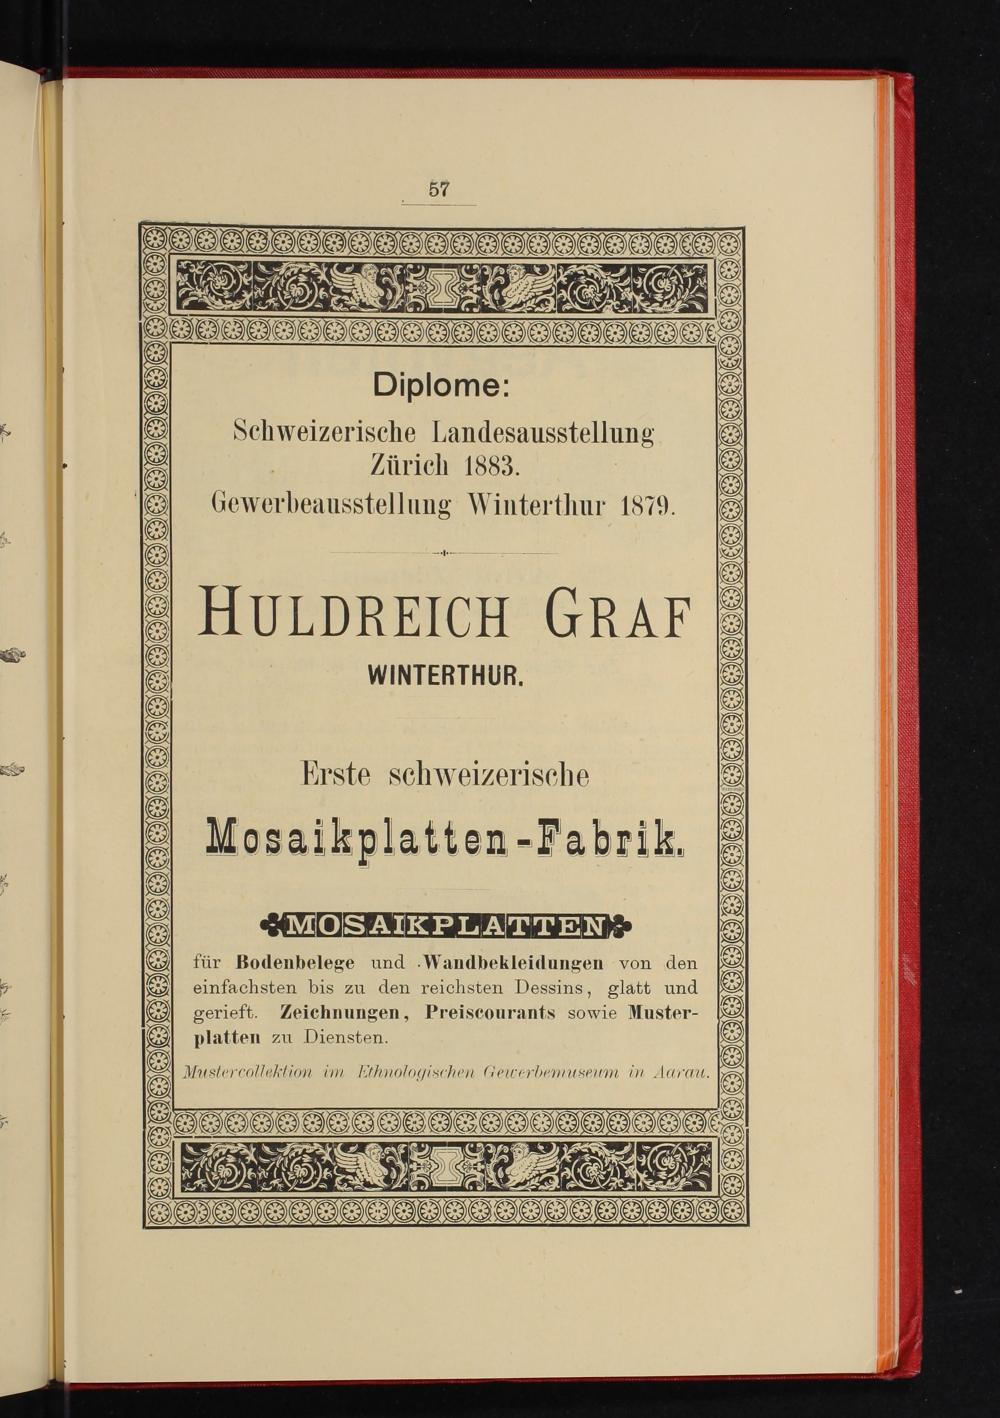 57
Diplome:
Schweizerische Landesausstellung
Zürich 1883.
Gewerbeausstellung Winterthur 1879.
HULDREICH GRAF
WINTERTHUR.
Erste schweizerische
Mosaikplatten-Fabrik.
MOSAIKPLATTEN
für Bodenbelege und Wandbekleidungen von den
einfachsten bis zu den reichsten Dessins, glatt und
gerieft. Zeichnungen, Preiscourants sowie Muster-
platten zu Diensten.
Mustercollektion im Ethnologischen Gewerbemuseum in Aarau.